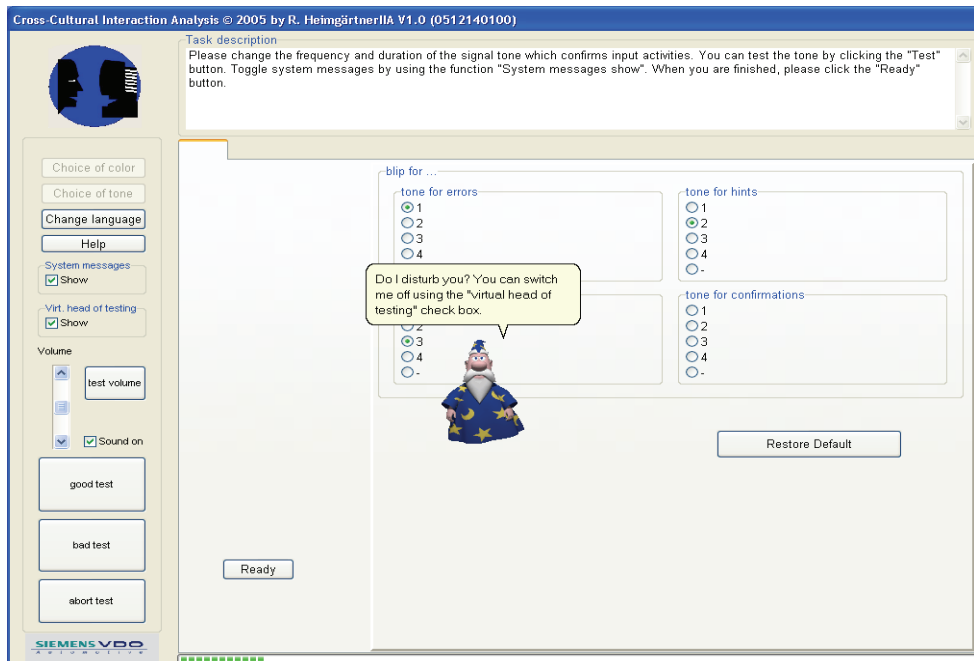 Cross-Cultural Interaction Analysis © 2005 by R. HeimgärtnerIIA V1.0 (0512140100)
Task description
Please change the frequency and duration of the signal tone which confirms input activities. You can test the tone by clicking the "Test"
button. Toggle system messages by using the function "System messages show". When you are finished, please click the "Ready"
button.
Choice of color
Choice of tone
Change language
Help
System messages
Show
Virt. head of testing
Show
Volume
test volume
Sound on
good test
bad test
abort test
SIEMENS VDO
Automotive
blip for ...
tone for errors
1
2
3
4
tone for hints
1
2
3
4
-
Do I disturb you? You can switch
me off using the "virtual head of
testing" check box.
2
3
4
-
tone for confirmations
1
2
3
4
-
Restore Default
Ready